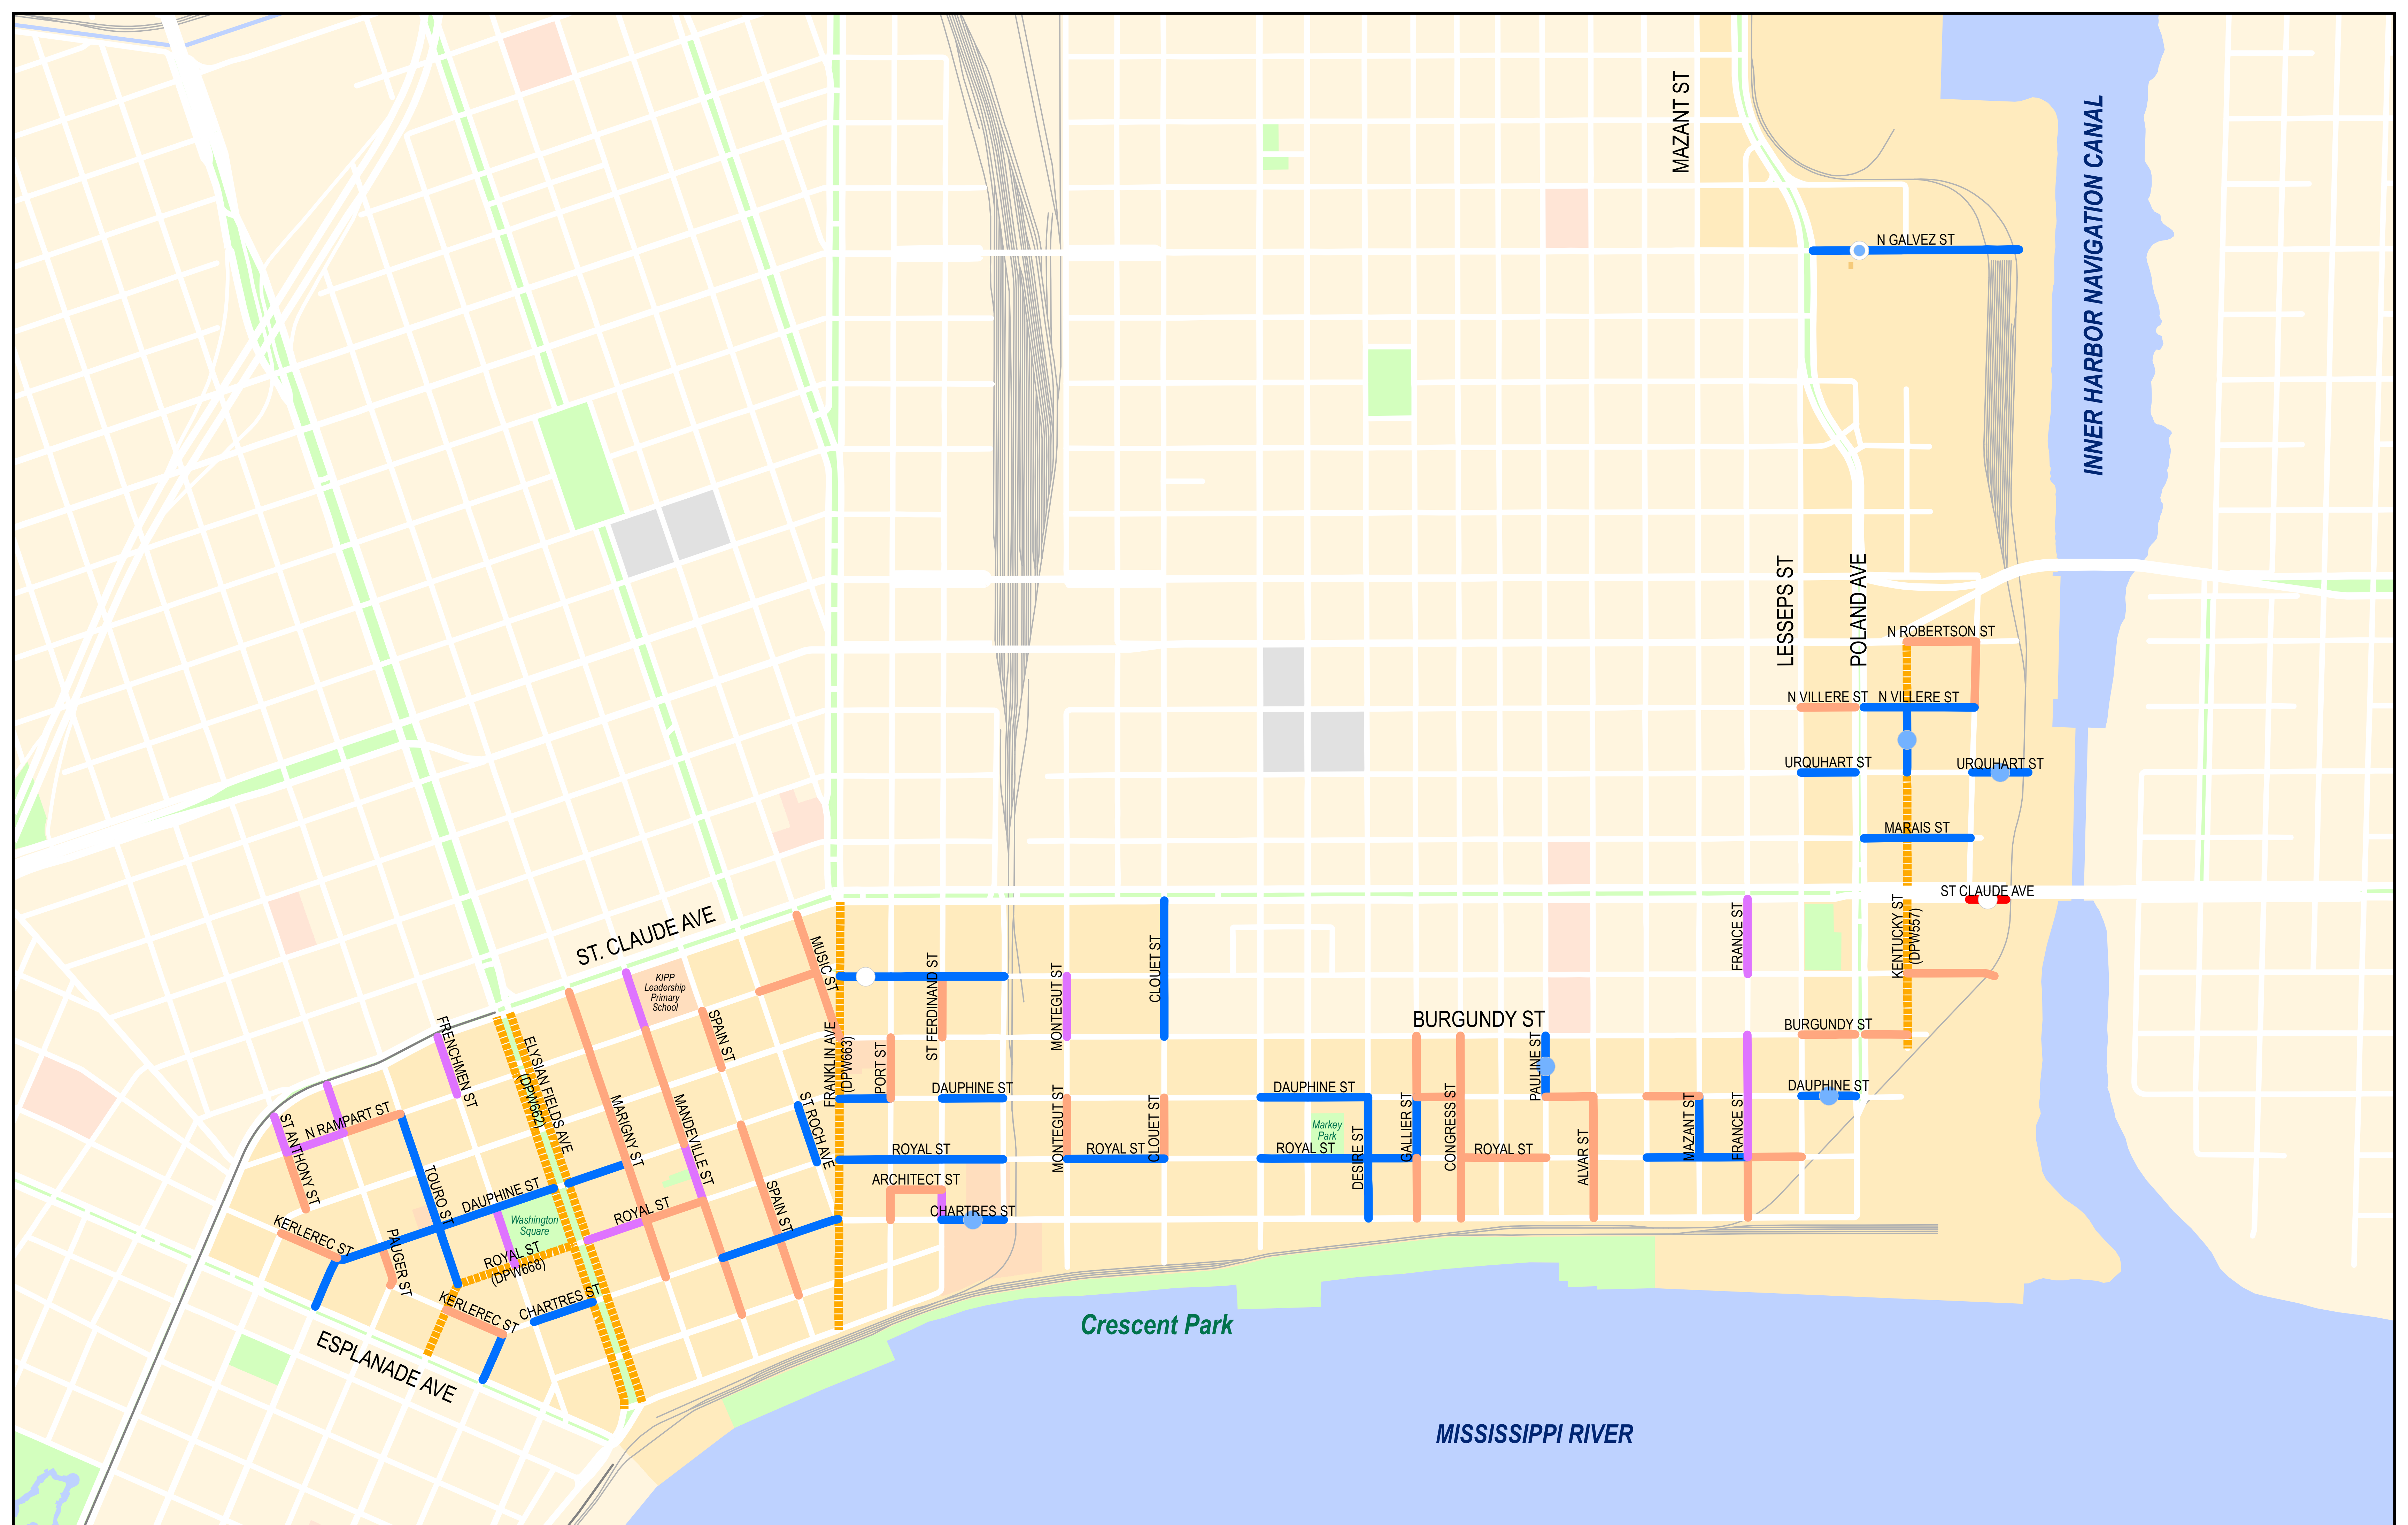 MAZANT ST
INNER HARBOR NAVIGATION CANAL
N GALVEZ ST
LESSEPS ST
POLAND AVE
N ROBERTSON ST
N VILLERE ST
N VILLERE ST
URQUHART ST
URQUHART ST
MARAIS ST
ST CLAUDE AVE
KENTUCKY ST
(DPW557)
FRANCE ST
ST. CLAUDE AVE
MUSIC ST
KIPP
Leadership
Primary
School
ST FERDINAND ST
MONTEGUT ST
CLOUET ST
BURGUNDY ST
BURGUNDY ST
FRENCHMEN ST
ELYSIAN FIELDS AVE
(DPW662)
SPAIN ST
FRANKLIN AVE
(DPW663)
PORT ST
PAULINE ST
DAUPHINE ST
DAUPHINE ST
DAUPHINE ST
ST ANTHONY ST
N RAMPART ST
MARIGNY ST
MANDEVILLE ST
ST ROCH AVE
MONTEGUT ST
CLOUET ST
Markey
Park
DESIRE ST
GALLIER ST
CONGRESS ST
ALVAR ST
MAZANT ST
FRANCE ST
ROYAL ST
ROYAL ST
ROYAL ST
ROYAL ST
TOURO ST
DAUPHINE ST
ARCHITECT ST
SPAIN ST
CHARTRES ST
KERLEREC ST
PAUGER ST
Washington
Square
ROYAL ST
ROYAL ST
(DPW668)
KERLEREC ST
CHARTRES ST
ESPLANADE AVE
Crescent Park
MISSISSIPPI RIVER